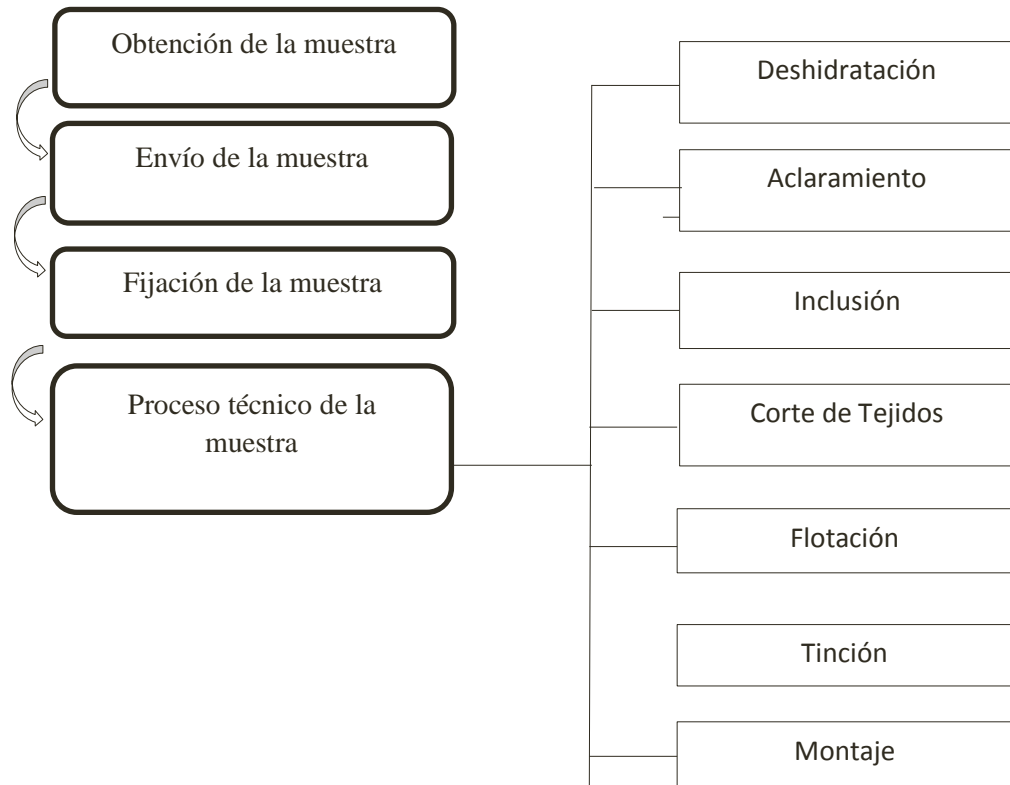 Obtención de la muestra
Envío de la muestra
Fijación de la muestra
Proceso técnico de la
muestra
Deshidratación
Aclaramiento
Inclusión
Corte de Tejidos
Flotación
Tinción
Montaje